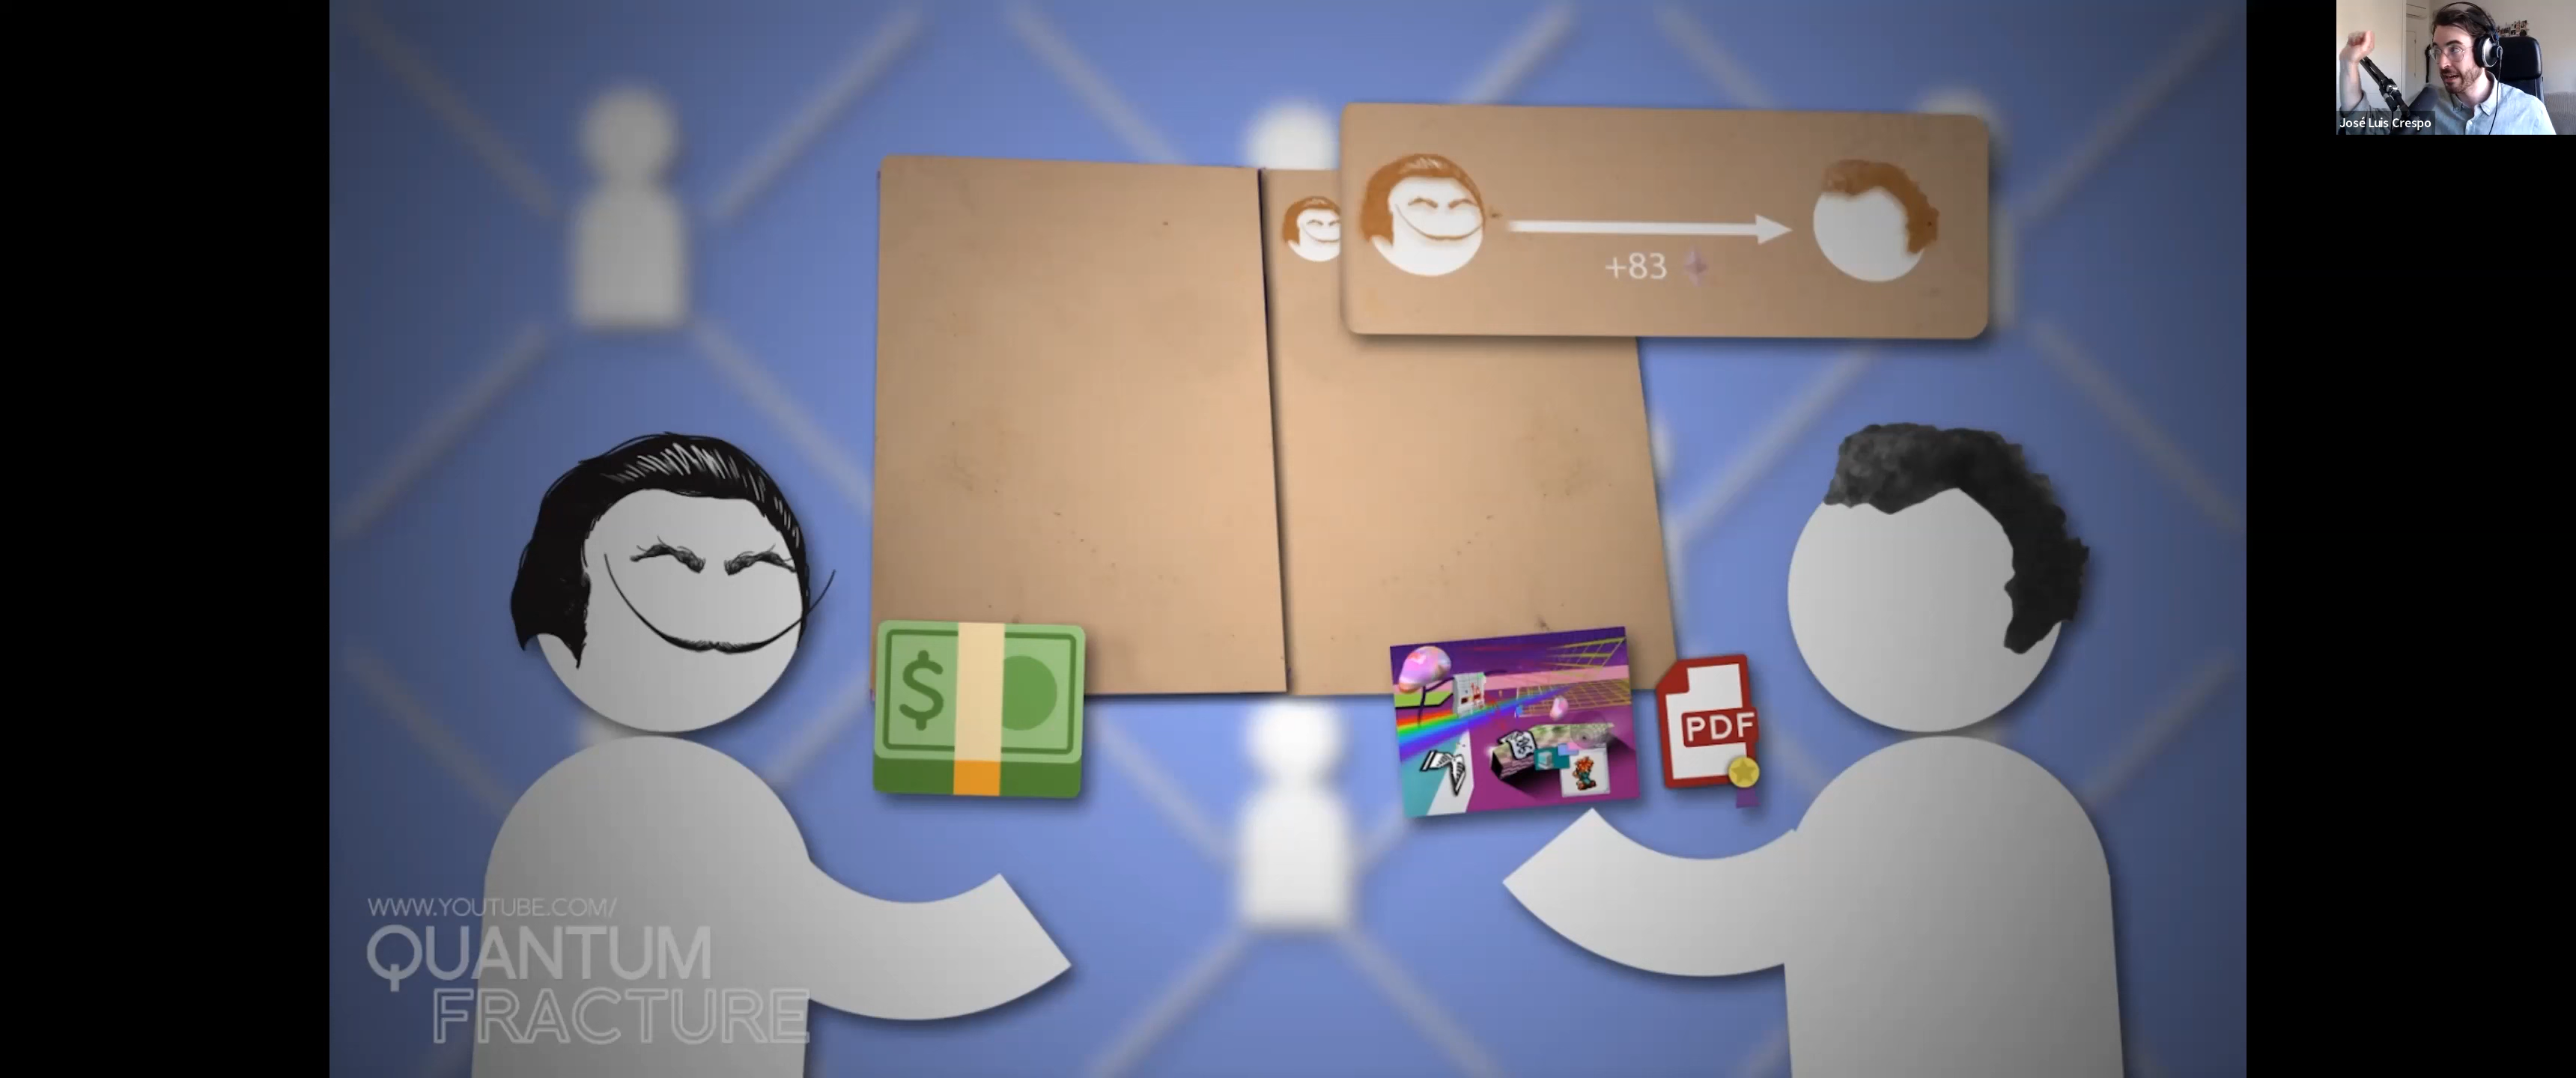 José Luis Crespo
+83
$
PDF
WWW.YOUTUBE.COM/
QUANTUM
FRACTURE